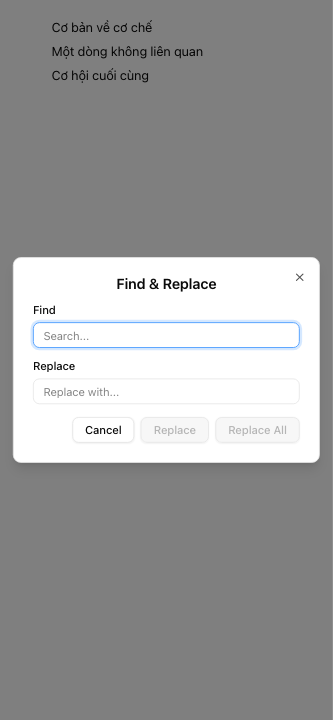 Cơ bản về cơ chế
Một dòng không liên quan
Cơ hội cuối cùng
Find & Replace
Find
Search...
Replace
Replace with...
Cancel
Replace
Replace All